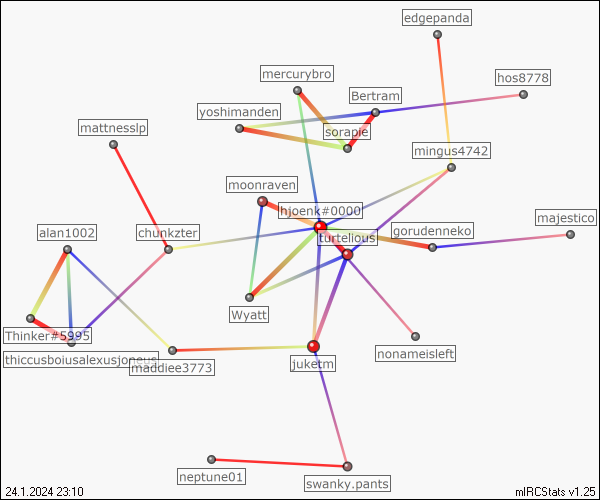 edgepanda
mercurybro
hos8778
Bertram
yoshimanden
mattnesslp
sorapie
mingus4742
moonraven
hjoenk#0000
majestico
alan1002
chunkzter
turtelious
gorudenneko
Wyatt
Thinker#5995
thiccusboiusalexusjoneus
nonameisleft
maddiee3773
juketm
neptune01
swanky.pants
24.1.2024 23:10
mIRCStats v1.25